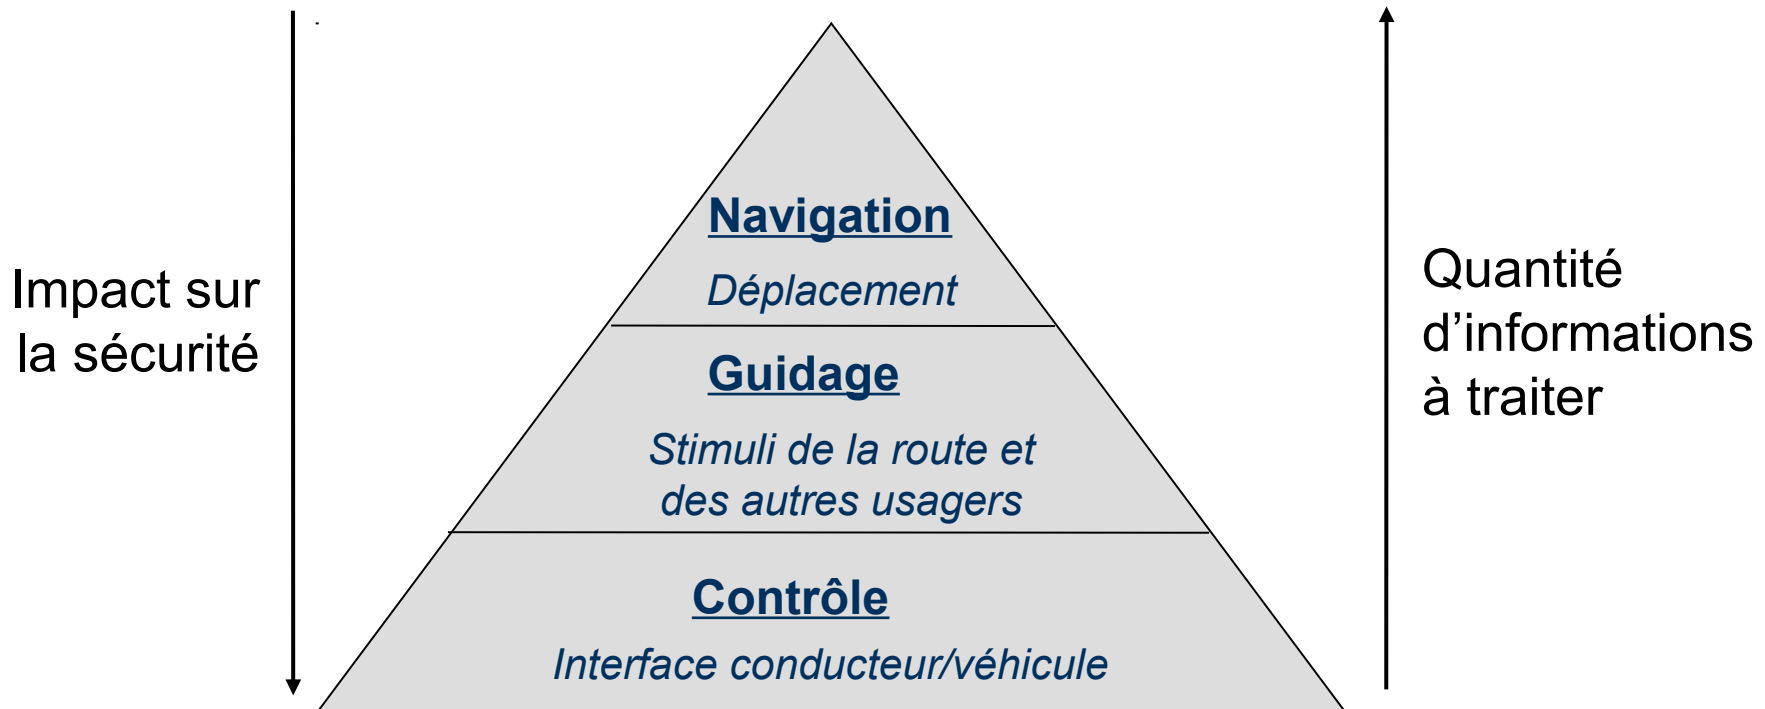 Impact sur
la sécurité
Navigation
Déplacement
Guidage
Stimuli de la route et
des autres usagers
Contrôle
Interface conducteur/véhicule
Quantité
d’informations
à traiter